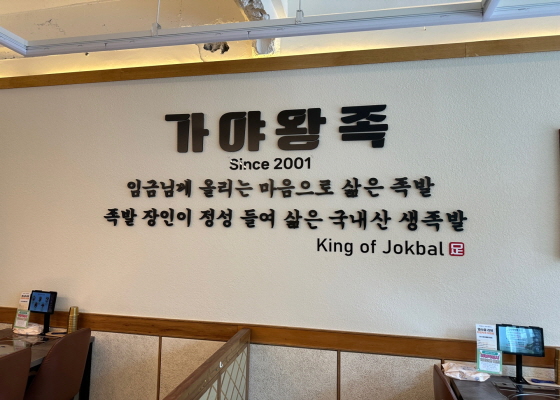 가야왕족
Since 2001
임금님께 올리는 마음으로 삶은 족발
족발 장인이 정성 들여 삶은 국내산 생족발
King of Jokbal 足